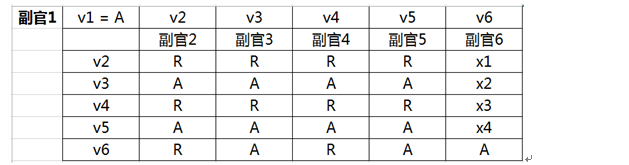 副官1 v1 = A v2 v3 v4 v5 v6
副官2 副官3 副官4 副官5 副官6
v2 R R R R x1
v3 A A A A x2
v4 R R R R x3
v5 A A A A x4
v6 R A R A A